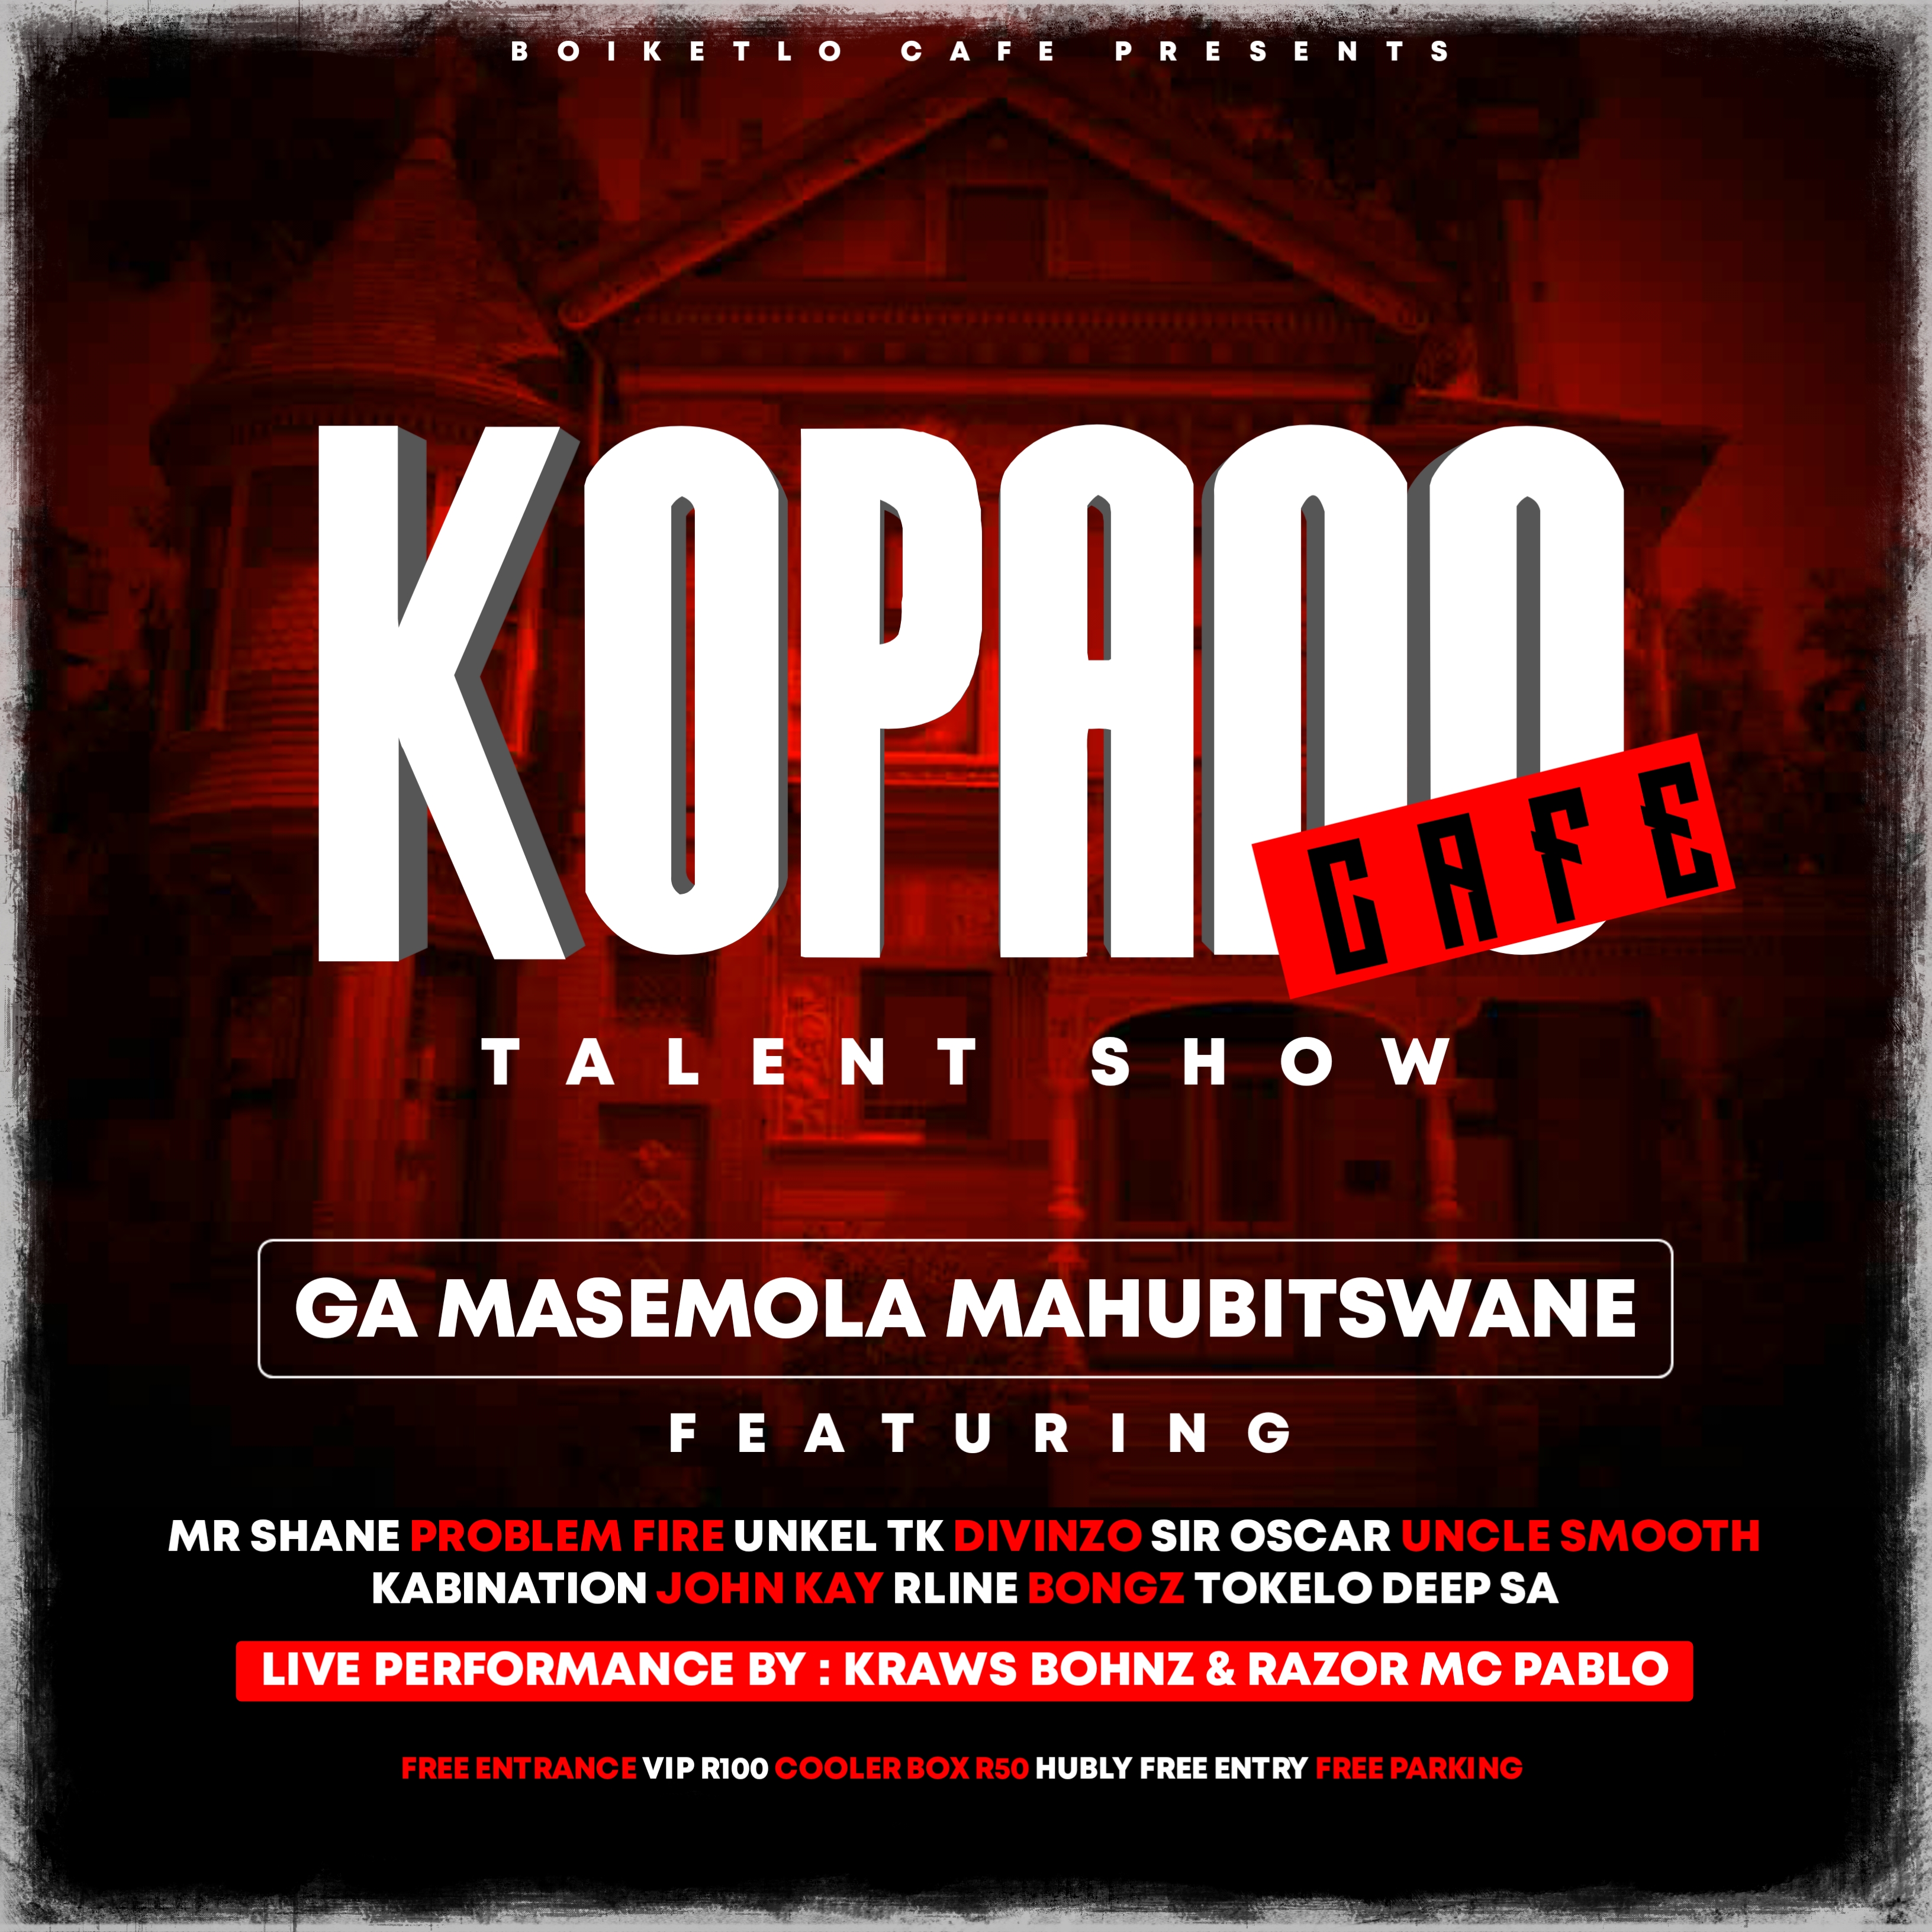 BOIKETLO CAFE PRESENTS
KOPANO
CAFE
TALENT SHOW
GA MASEMOLA MAHUBITSWANE
FEATURING
MR SHANE PROBLEM FIRE UNKEL TK DIVINZO SIR OSCAR UNCLE SMOOTH
KABINATION JOHN KAY RLINE BONGZ TOKELO DEEP SA
LIVE PERFORMANCE BY : KRAWS BOHNZ & RAZOR MC PABLO
FREE ENTRANCE VIP R100 COOLER BOX R50 HUBLY FREE ENTRY FREE PARKING